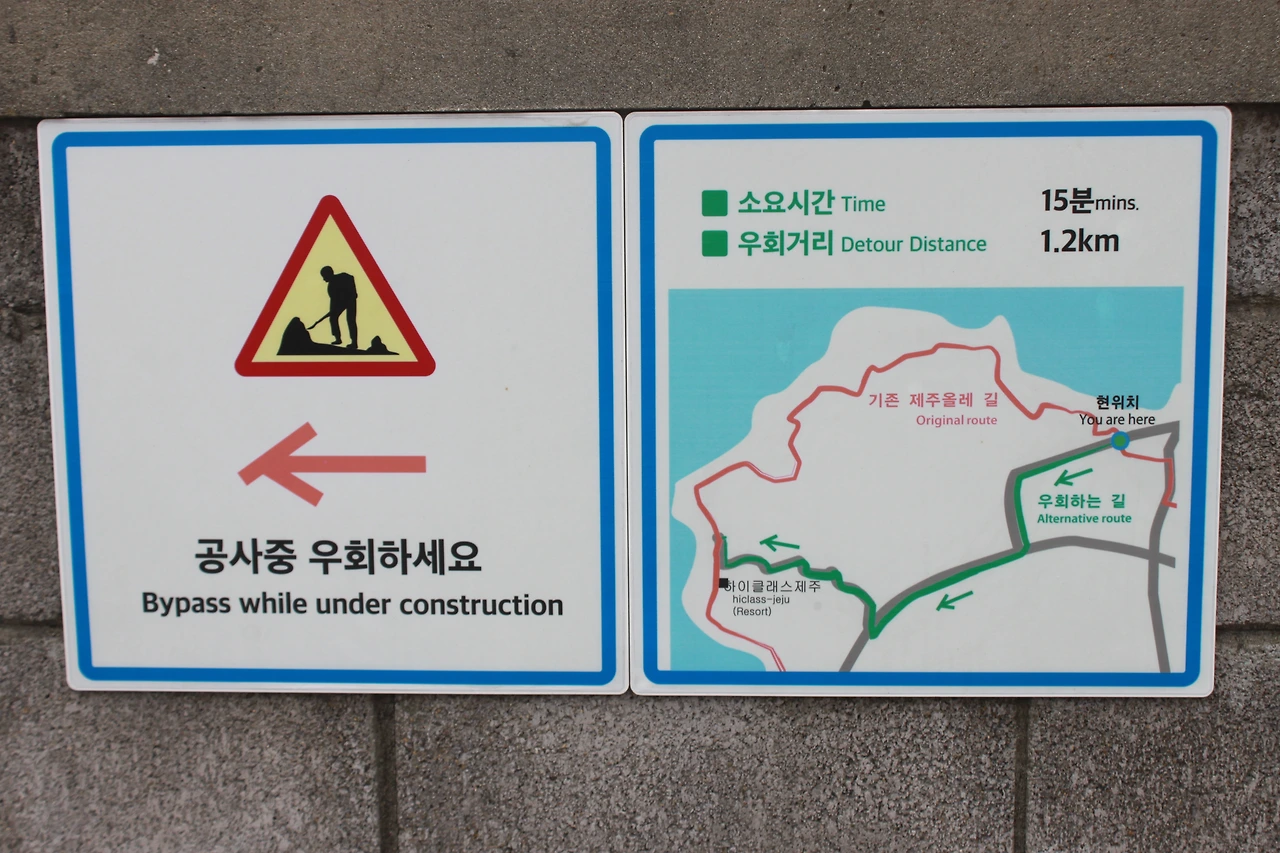 공사중 우회하세요
Bypass while under construction
소요시간 Time 15분mins.
우회거리 Detour Distance 1.2km
기존 제주올레 길
Original route
현위치
You are here
우회하는 길
Alternative route
하이클래스제주
hiclass-jeju
(Resort)